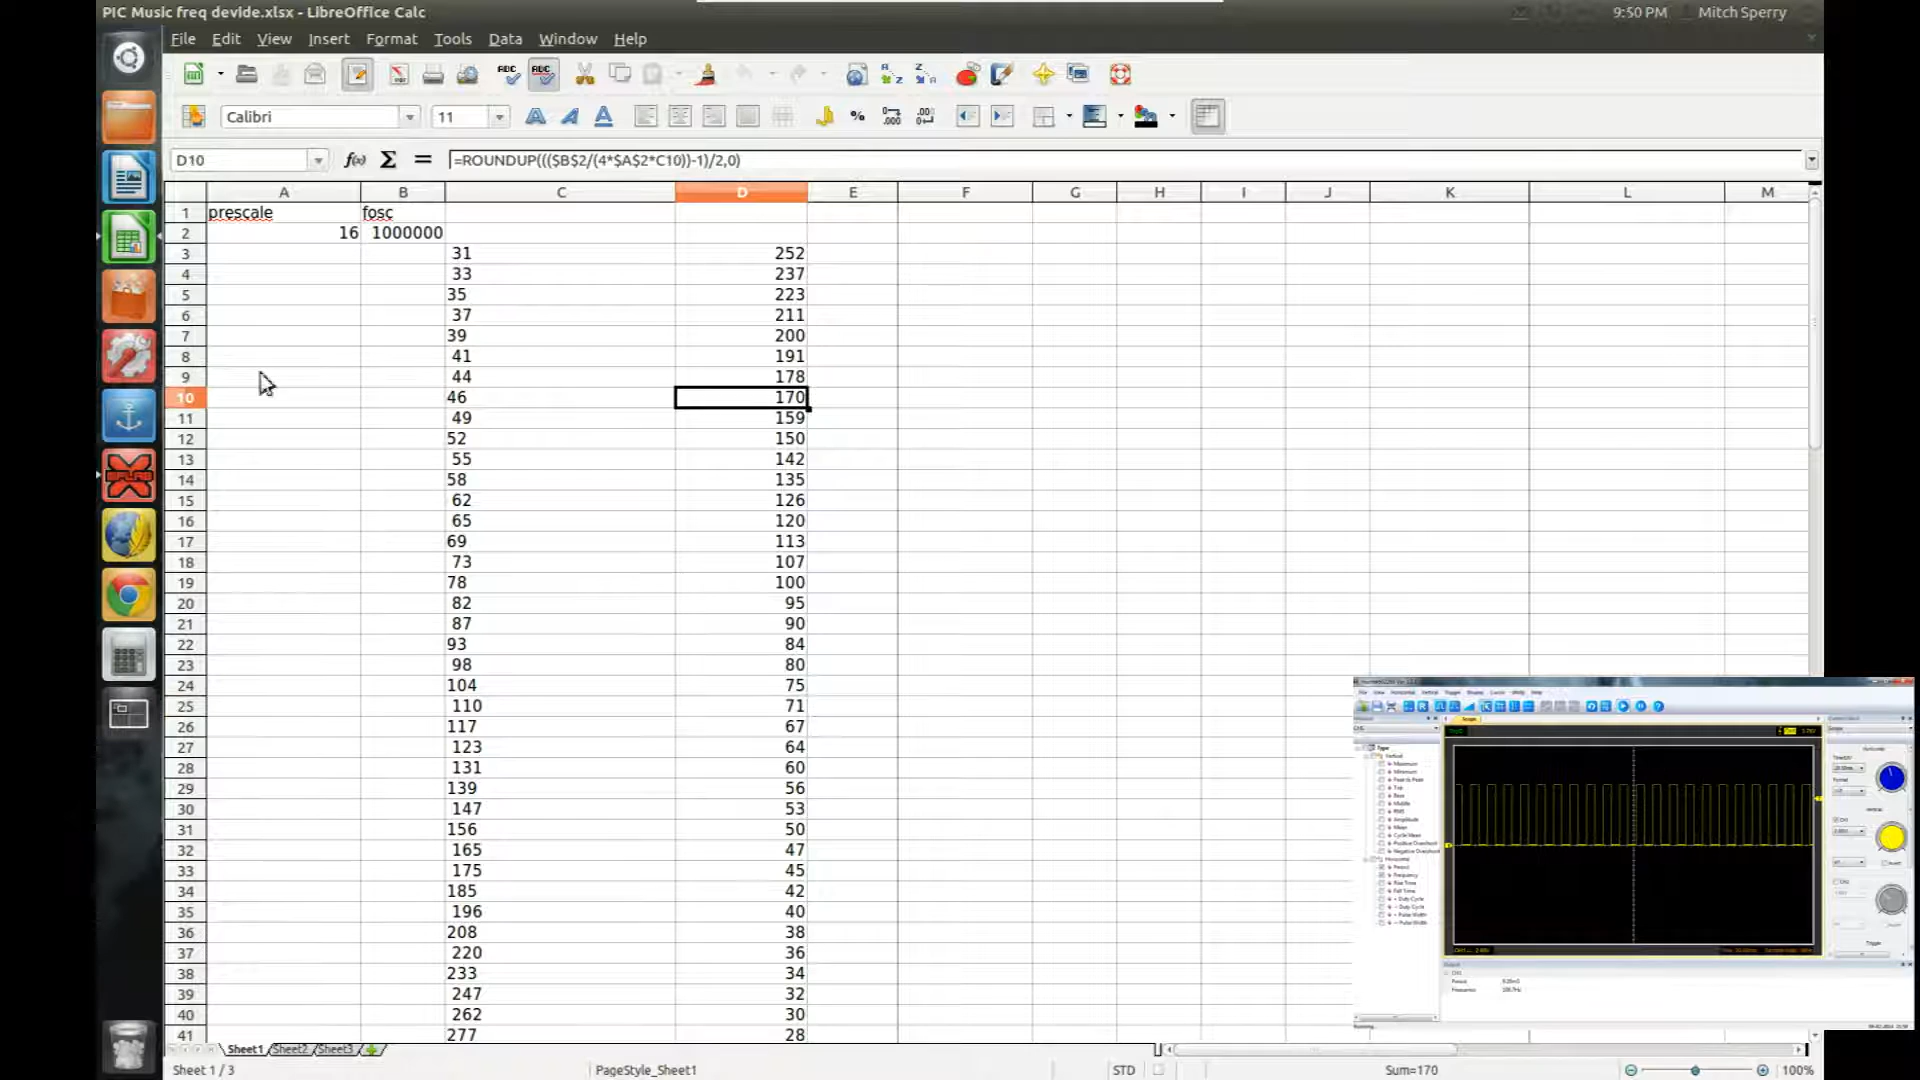 PIC Music freq devide.xlsx - LibreOffice Calc
9:50 PM
Mitch Sperry
File Edit View Insert Format Tools Data Window Help
Calibri
11
D10
=ROUNDUP((($B$2/(4*$A$2*C10))-1)/2,0)
A B C D E F G H I J K L M
1 prescale fosc
2 16 1000000
3 31 252
4 33 237
5 35 223
6 37 211
7 39 200
8 41 191
9 44 178
10 46 170
11 49 159
12 52 150
13 55 142
14 58 135
15 62 126
16 65 120
17 69 113
18 73 107
19 78 100
20 82 95
21 87 90
22 93 84
23 98 80
24 104 75
25 110 71
26 117 67
27 123 64
28 131 60
29 139 56
30 147 53
31 156 50
32 165 47
33 175 45
34 185 42
35 196 40
36 208 38
37 220 36
38 233 34
39 247 32
40 262 30
41 277 28
Sheet1 Sheet2 Sheet3
Sheet 1 / 3
PageStyle_Sheet1
STD
Sum=170
100%